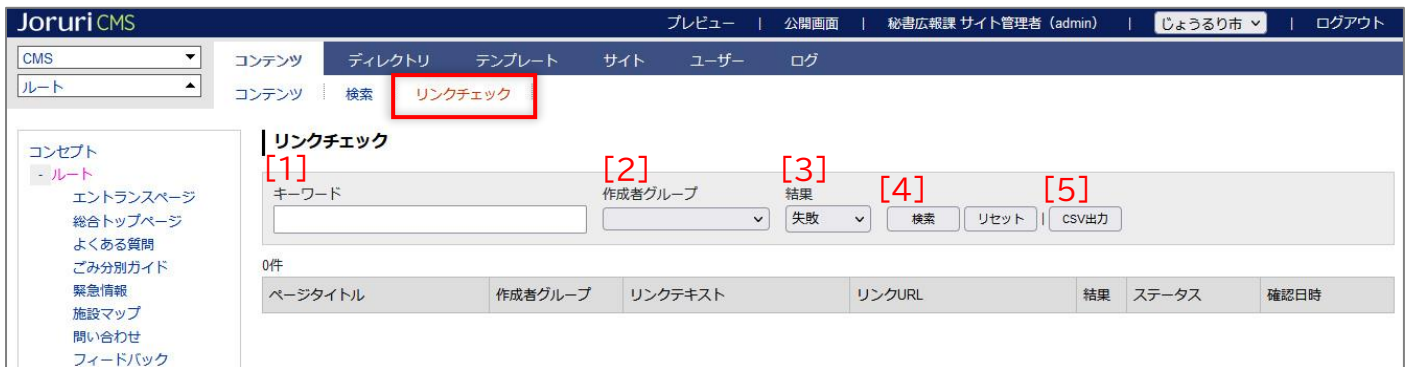 Joruri CMS プレビュー | 公開画面 | 秘書広報課 サイト管理者（admin） | じょうるり市 | ログアウト
CMS コンテンツ ディレクトリ テンプレート サイト ユーザー ログ
ルート コンテンツ 検索 リンクチェック
コンセプト
- ルート
エントランスページ
総合トップページ
よくある質問
ごみ分別ガイド
緊急情報
施設マップ
問い合わせ
フィードバック
リンクチェック
[1] [2] [3] [4] [5]
キーワード 作成者グループ 結果
失敗 検索 リセット | CSV出力
0件
ページタイトル 作成者グループ リンクテキスト リンクURL 結果 ステータス 確認日時